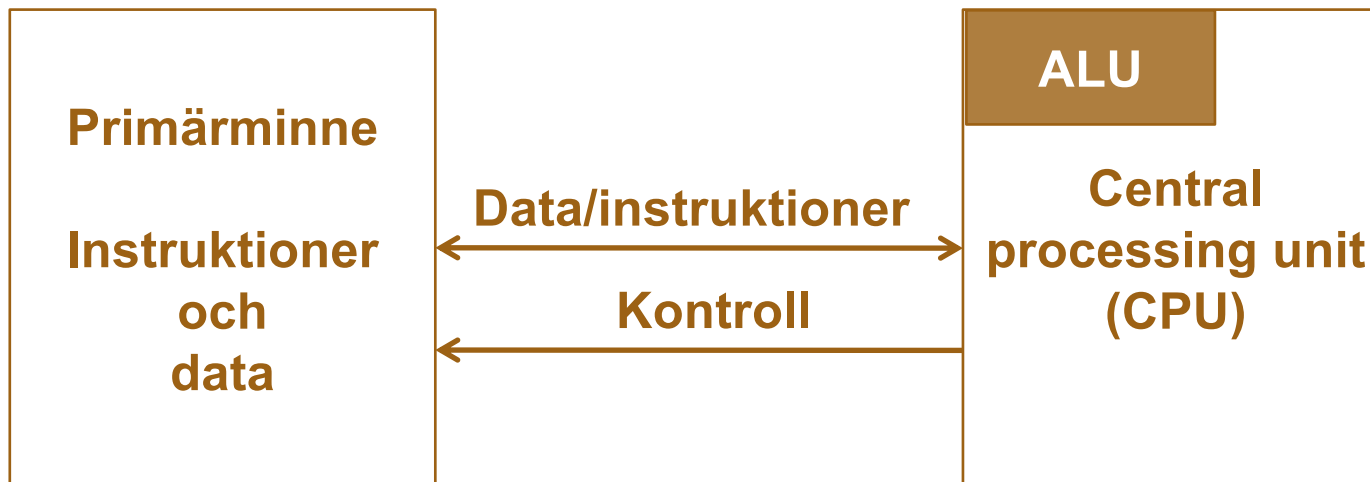 Primärminne
Instruktioner
och
data
Data/instruktioner
Kontroll
ALU
Central
processing unit
(CPU)